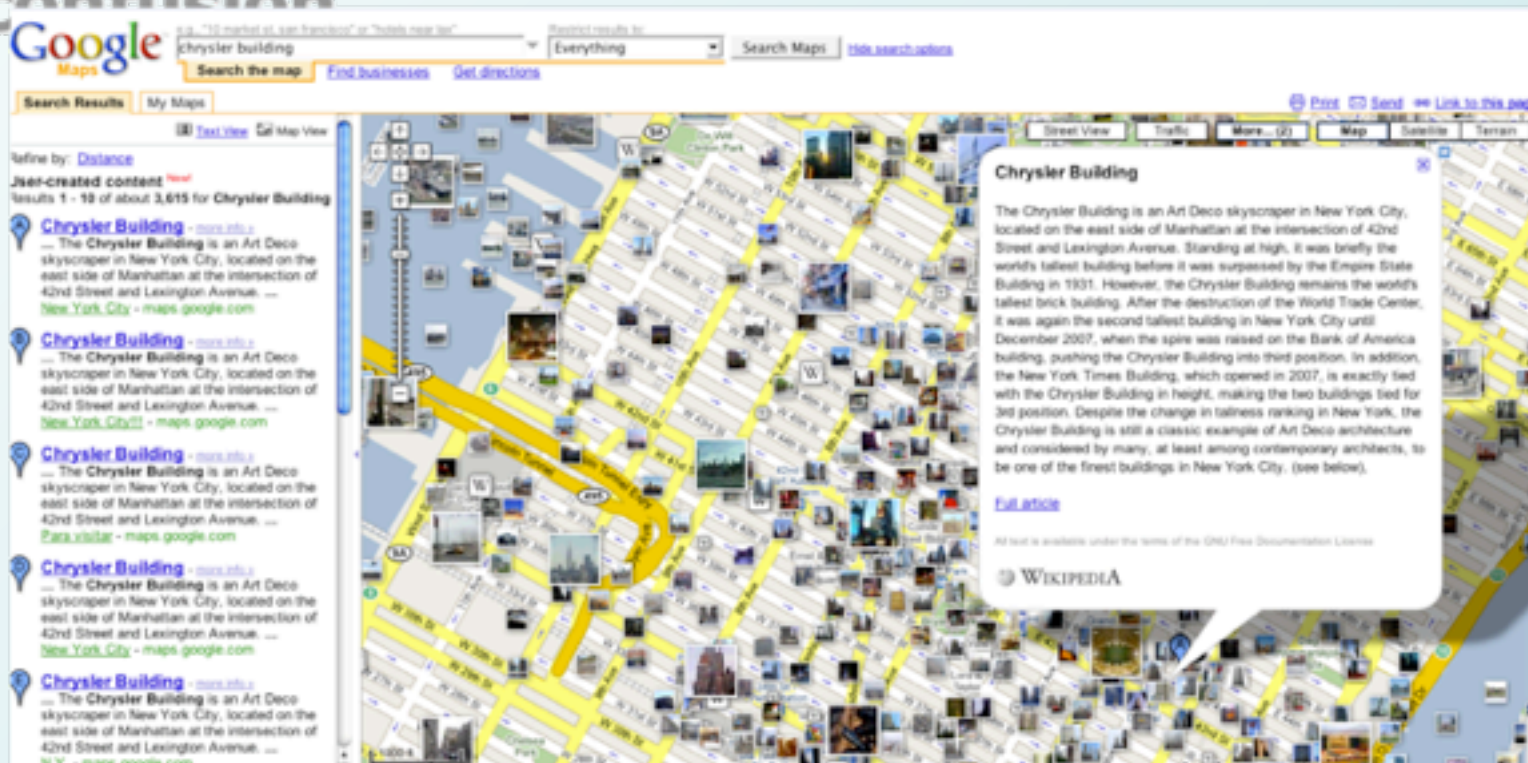 e.g., "10 market st, san francisco" or "hotels near lax"
Restrict results to:
Google
Maps
chrysler building
Everything
Search Maps
Hide search options
Search the map
Find businesses
Get directions
Search Results
My Maps
Print
Send
Link to this pag
Text View
Map View
Refine by: Distance
User-created content New!
Results 1 - 10 of about 3,615 for Chrysler Building
Chrysler Building - more info »
... The Chrysler Building is an Art Deco
skyscraper in New York City, located on the
east side of Manhattan at the intersection of
42nd Street and Lexington Avenue. ...
New York City - maps.google.com
Chrysler Building - more info »
... The Chrysler Building is an Art Deco
skyscraper in New York City, located on the
east side of Manhattan at the intersection of
42nd Street and Lexington Avenue. ...
New York City!!! - maps.google.com
Chrysler Building - more info »
... The Chrysler Building is an Art Deco
skyscraper in New York City, located on the
east side of Manhattan at the intersection of
42nd Street and Lexington Avenue. ...
Para visitar - maps.google.com
Chrysler Building - more info »
... The Chrysler Building is an Art Deco
skyscraper in New York City, located on the
east side of Manhattan at the intersection of
42nd Street and Lexington Avenue. ...
New York City - maps.google.com
Chrysler Building - more info »
... The Chrysler Building is an Art Deco
skyscraper in New York City, located on the
east side of Manhattan at the intersection of
42nd Street and Lexington Avenue. ...
N.Y. - maps.google.com
Street View
Traffic
More... (2)
Map
Satellite
Terrain
Chrysler Building
The Chrysler Building is an Art Deco skyscraper in New York City,
located on the east side of Manhattan at the intersection of 42nd
Street and Lexington Avenue. Standing at high, it was briefly the
world's tallest building before it was surpassed by the Empire State
Building in 1931. However, the Chrysler Building remains the world's
tallest brick building. After the destruction of the World Trade Center,
it was again the second tallest building in New York City until
December 2007, when the spire was raised on the Bank of America
building, pushing the Chrysler Building into third position. In addition,
the New York Times Building, which opened in 2007, is exactly tied
with the Chrysler Building in height, making the two buildings tied for
3rd position. Despite the change in tallness ranking in New York, the
Chrysler Building is still a classic example of Art Deco architecture
and considered by many, at least among contemporary architects, to
be one of the finest buildings in New York City. (see below).
Full article
All text is available under the terms of the GNU Free Documentation License
WIKIPEDIA
De Witt
Clinton Park
9A
495
W 42nd St
W 41st St
W 30th St
Chelsea
Park